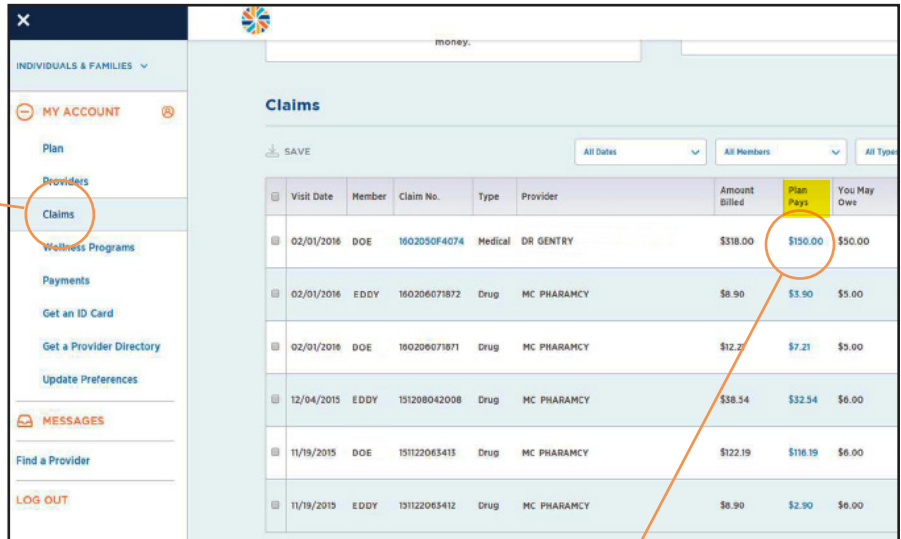 ×
INDIVIDUALS & FAMILIES
MY ACCOUNT
Plan
Providers
Claims
Wellness Programs
Payments
Get an ID Card
Get a Provider Directory
Update Preferences
MESSAGES
Find a Provider
LOG OUT
money.
Claims
SAVE
All Dates
All Members
All Types
Visit Date Member Claim No. Type Provider Amount Billed Plan Pays You May Owe
02/01/2016 DOE 1602050F4074 Medical DR GENTRY $318.00 $150.00 $50.00
02/01/2016 EDDY 160206071872 Drug MC PHARAMCY $8.90 $3.90 $5.00
02/01/2016 DOE 160206071871 Drug MC PHARAMCY $12.21 $7.21 $5.00
12/04/2015 EDDY 151208042008 Drug MC PHARAMCY $38.54 $32.54 $6.00
11/19/2015 DOE 151122063413 Drug MC PHARAMCY $122.19 $116.19 $6.00
11/19/2015 EDDY 151122063412 Drug MC PHARAMCY $8.90 $2.90 $6.00